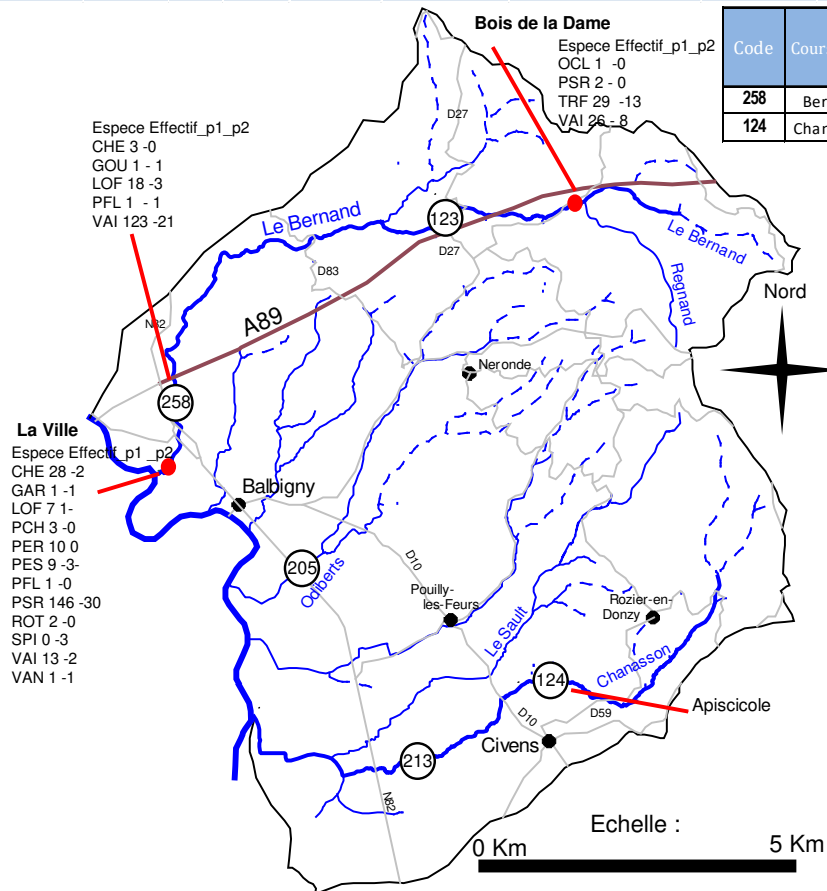 Bois de la Dame
Espece Effectif_p1_p2
OCL 1 -0
PSR 2 - 0
TRF 29 -13
VAI 26 - 8
Code Cour
258 Ber
124 Char
Espece Effectif_p1_p2
CHE 3 -0
GOU 1 - 1
LOF 18 -3
PFL 1 - 1
VAI 123 -21
D27
Le Bernand
123
D27
Le Bernand
Regnand
D83
A89
N82
Nord
Neronde
258
La Ville
Espece Effectif_p1 _p2
CHE 28 -2
GAR 1 -1
LOF 7 1-
PCH 3 -0
PER 10 0
PES 9 -3-
PFL 1 -0
PSR 146 -30
ROT 2 -0
SPI 0 -3
VAI 13 -2
VAN 1 -1
Balbigny
205
Odiberts
D10
Pouilly-
les-Feurs
Le Sault
Rozier-en-
Donzy
Chanasson
124
D59
Apiscicole
D10
Civens
213
N82
Echelle :
0 Km 5 Km